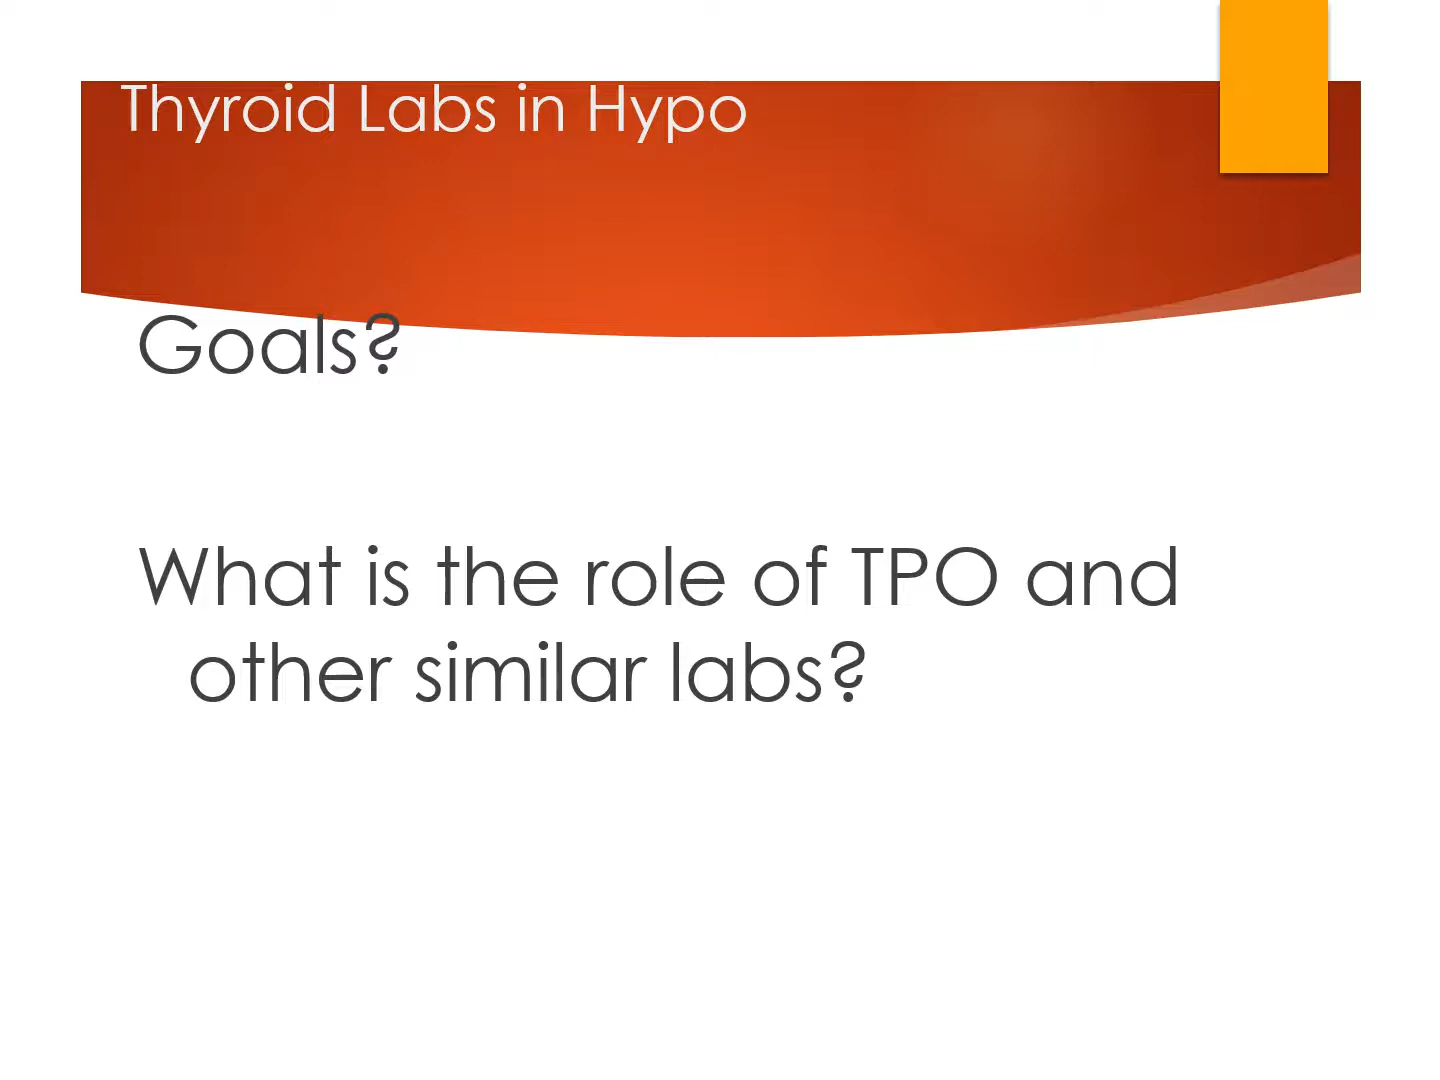 Thyroid Labs in Hypo
Goals?
What is the role of TPO and
other similar labs?